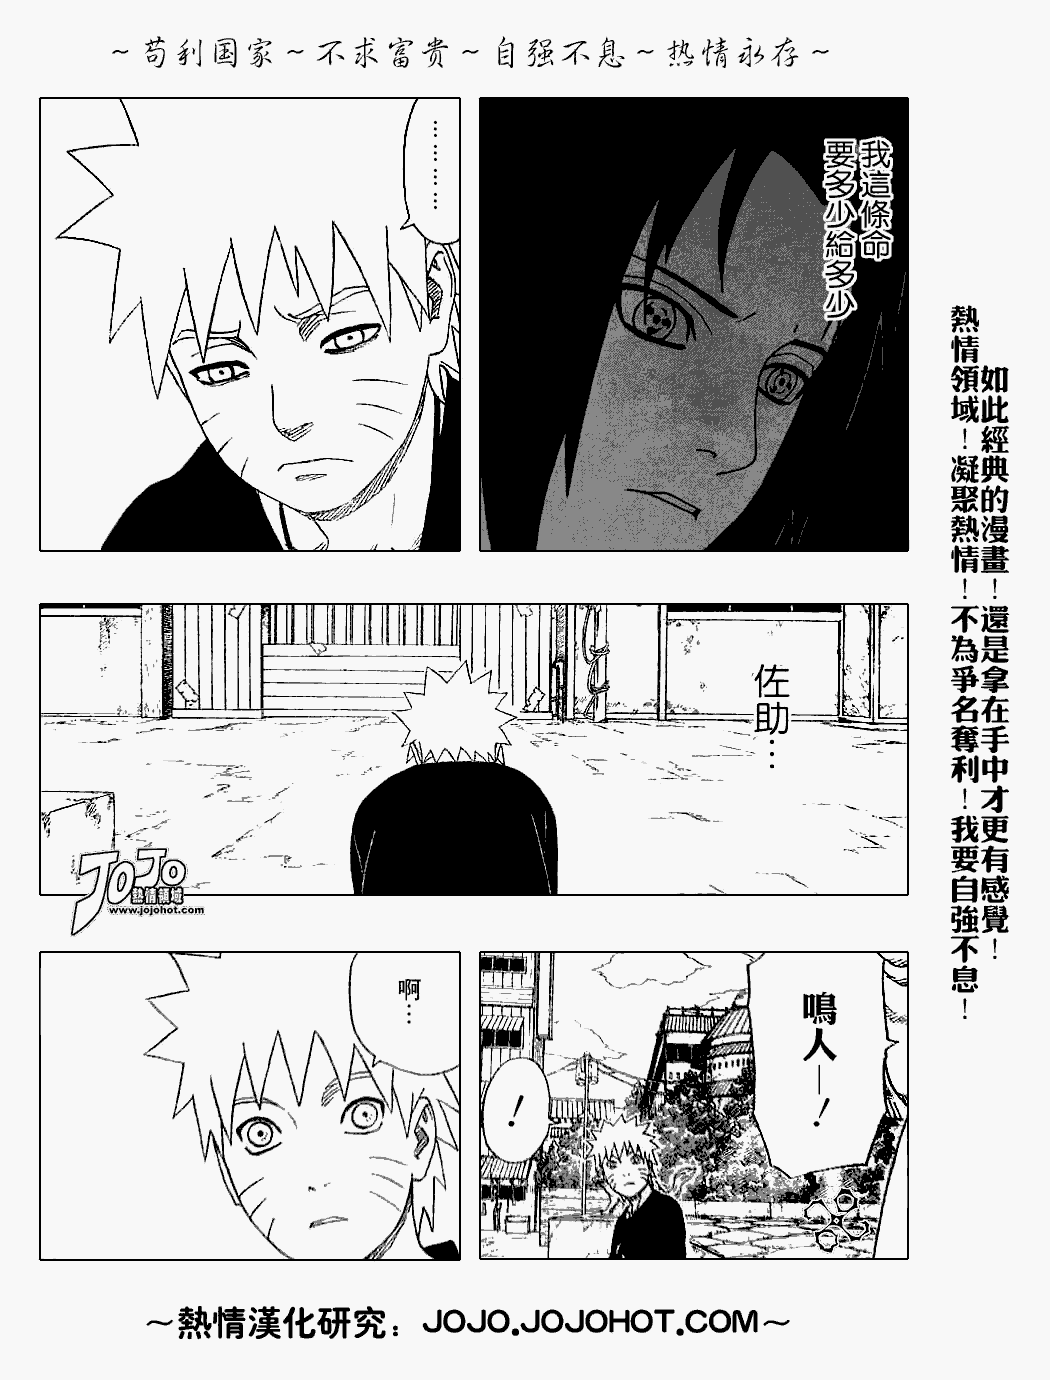 ~苟利国家~不求富贵~自强不息~热情永存~
我這條命
要多少給多少
…………
佐助…
JOJO
熱情領域
www.jojohot.com
鳴人—！
！
啊…
如此經典的漫畫！還是拿在手中才更有感覺！
熱情領域！凝聚熱情！不為爭名奪利！我要自強不息！
~熱情漢化研究：JOJO.JOJOHOT.COM~